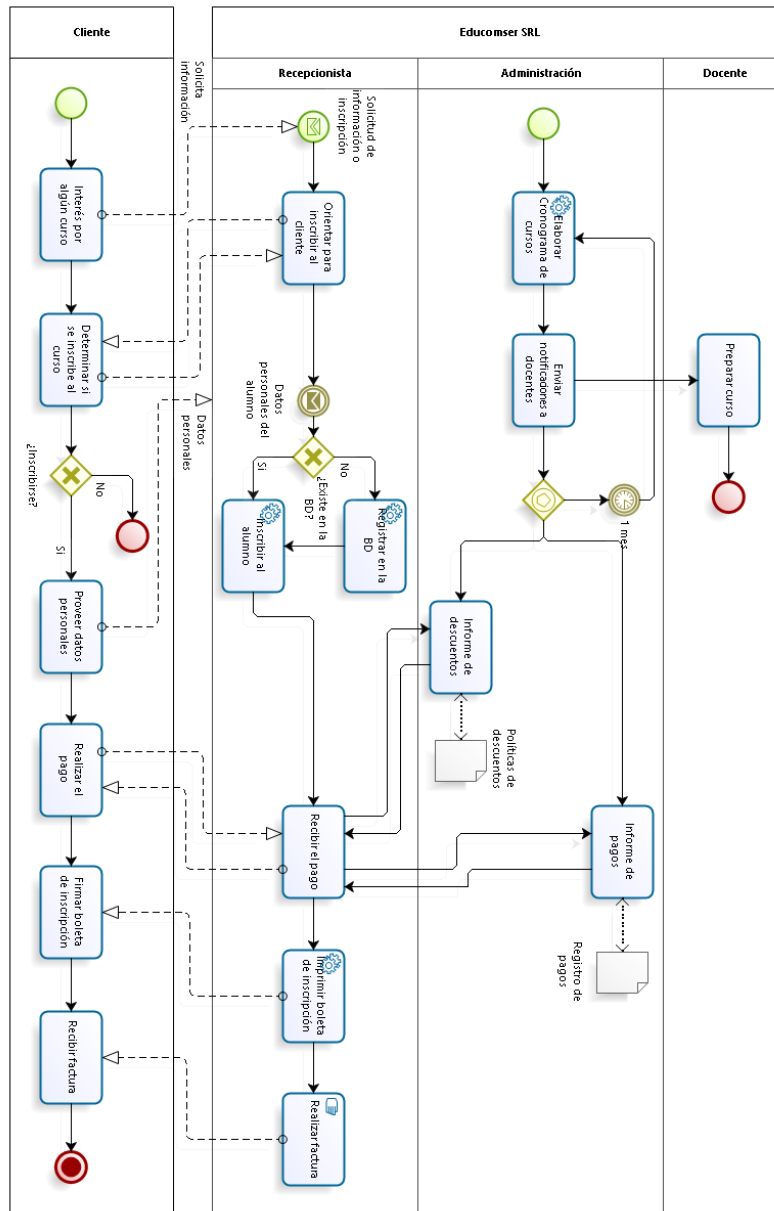 Cliente
Educomser SRL
Recepcionista
Administración
Docente
Solicita
información
Solicitud de
información o
inscripción
Interés por
algún curso
Orientar para
inscribir al
cliente
Elaborar
Cronograma de
cursos
Determinar si
se inscribe al
curso
Enviar
notificaciones a
docentes
Preparar curso
Datos
personales
Datos
personales del
alumno
¿Inscribirse?
No
Si
¿Existe en la
BD?
No
Si
1 mes
Registrar en la
BD
Inscribir al
alumno
Proveer datos
personales
Informe de
descuentos
Políticas de
descuentos
Realizar el
pago
Recibir el pago
Informe de
pagos
Registro de
pagos
Firmar boleta
de inscripción
Imprimir boleta
de inscripción
Recibir factura
Realizar factura